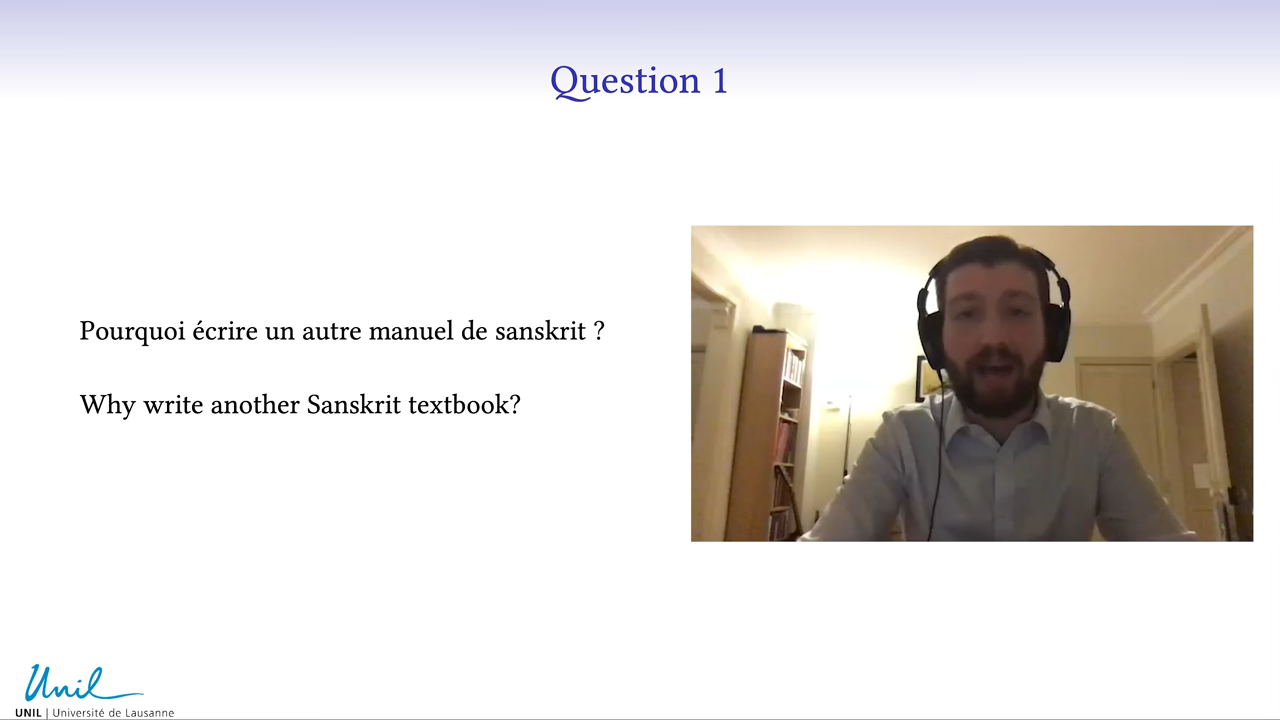 Question 1
Pourquoi écrire un autre manuel de sanskrit ?
Why write another Sanskrit textbook?
Unil
UNIL | Université de Lausanne